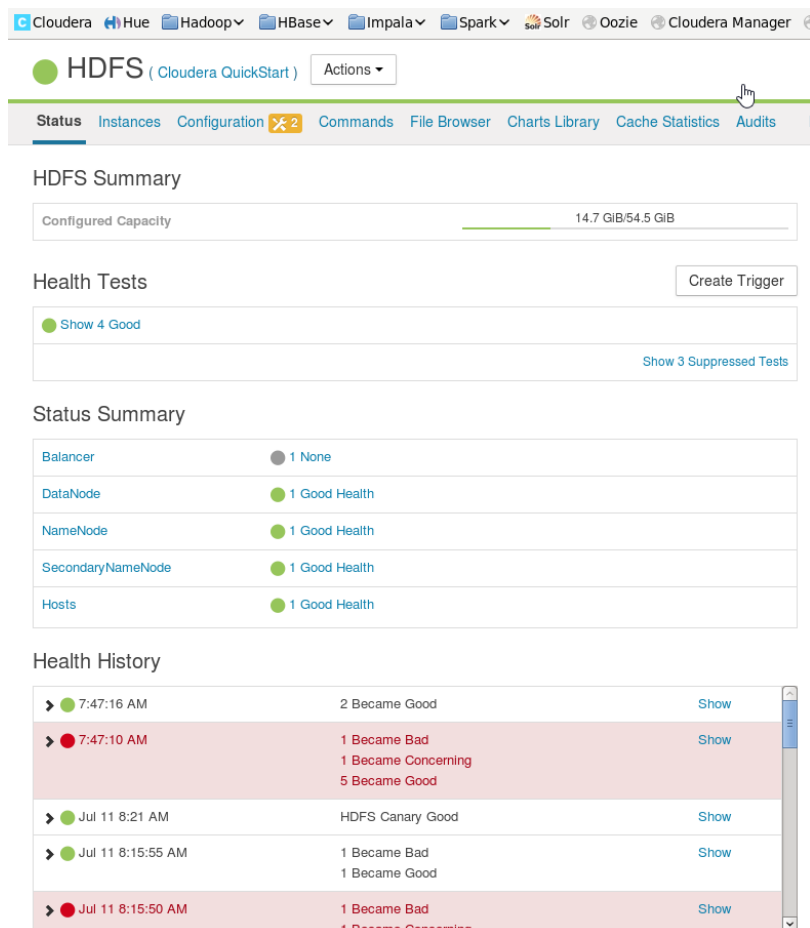 Cloudera Hue Hadoop HBase Impala Spark Solr Oozie Cloudera Manager
HDFS ( Cloudera QuickStart ) Actions
Status Instances Configuration 2 Commands File Browser Charts Library Cache Statistics Audits
HDFS Summary
Configured Capacity 14.7 GiB/54.5 GiB
Health Tests Create Trigger
Show 4 Good
Show 3 Suppressed Tests
Status Summary
Balancer 1 None
DataNode 1 Good Health
NameNode 1 Good Health
SecondaryNameNode 1 Good Health
Hosts 1 Good Health
Health History
7:47:16 AM 2 Became Good Show
7:47:10 AM 1 Became Bad Show
1 Became Concerning
5 Became Good
Jul 11 8:21 AM HDFS Canary Good Show
Jul 11 8:15:55 AM 1 Became Bad Show
1 Became Good
Jul 11 8:15:50 AM 1 Became Bad Show
1 Became Concerning